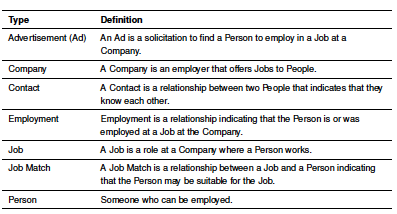 Type Definition
Advertisement (Ad) An Ad is a solicitation to find a Person to employ in a Job at a
Company.
Company A Company is an employer that offers Jobs to People.
Contact A Contact is a relationship between two People that indicates that they
know each other.
Employment Employment is a relationship indicating that the Person is or was
employed at a Job at the Company.
Job A Job is a role at a Company where a Person works.
Job Match A Job Match is a relationship between a Job and a Person indicating
that the Person may be suitable for the Job.
Person Someone who can be employed.